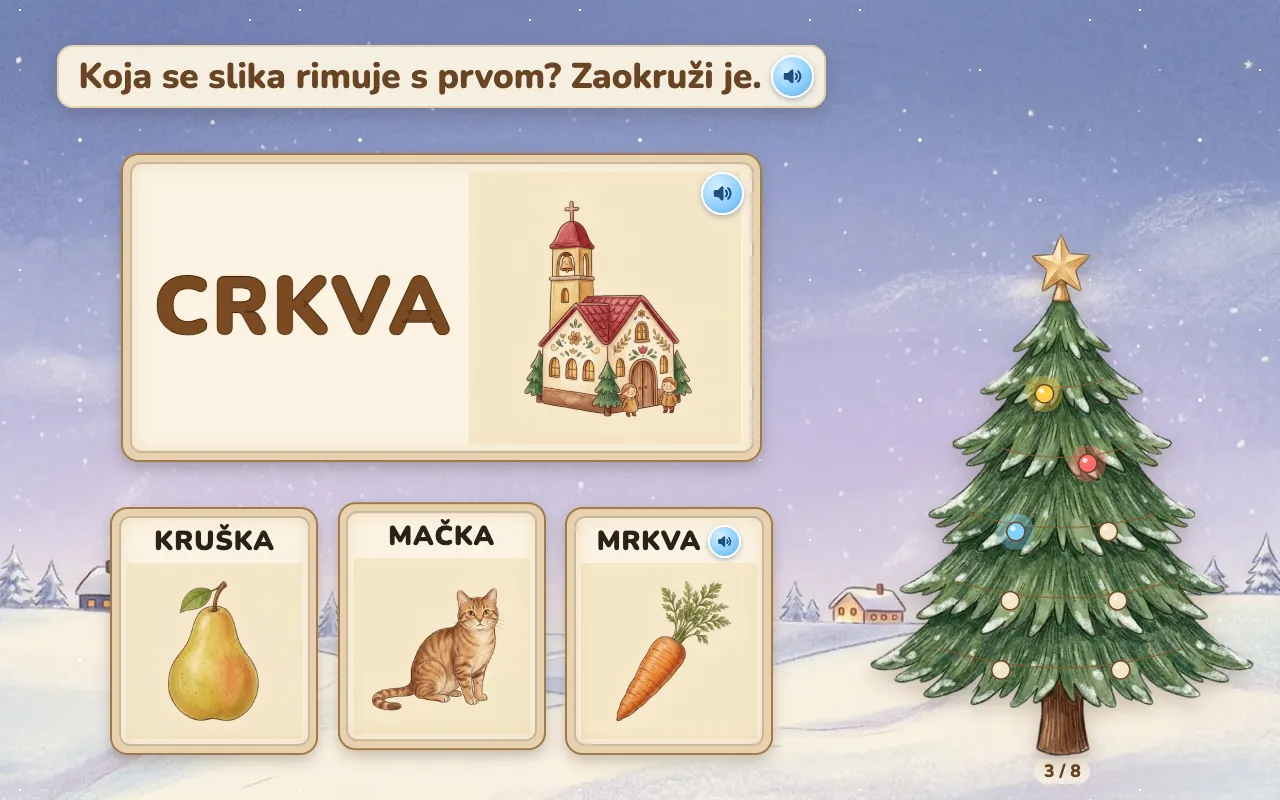 Koja se slika rimuje s prvom? Zaokruži je.
CRKVA
KRUŠKA
MAČKA
MRKVA
3 / 8